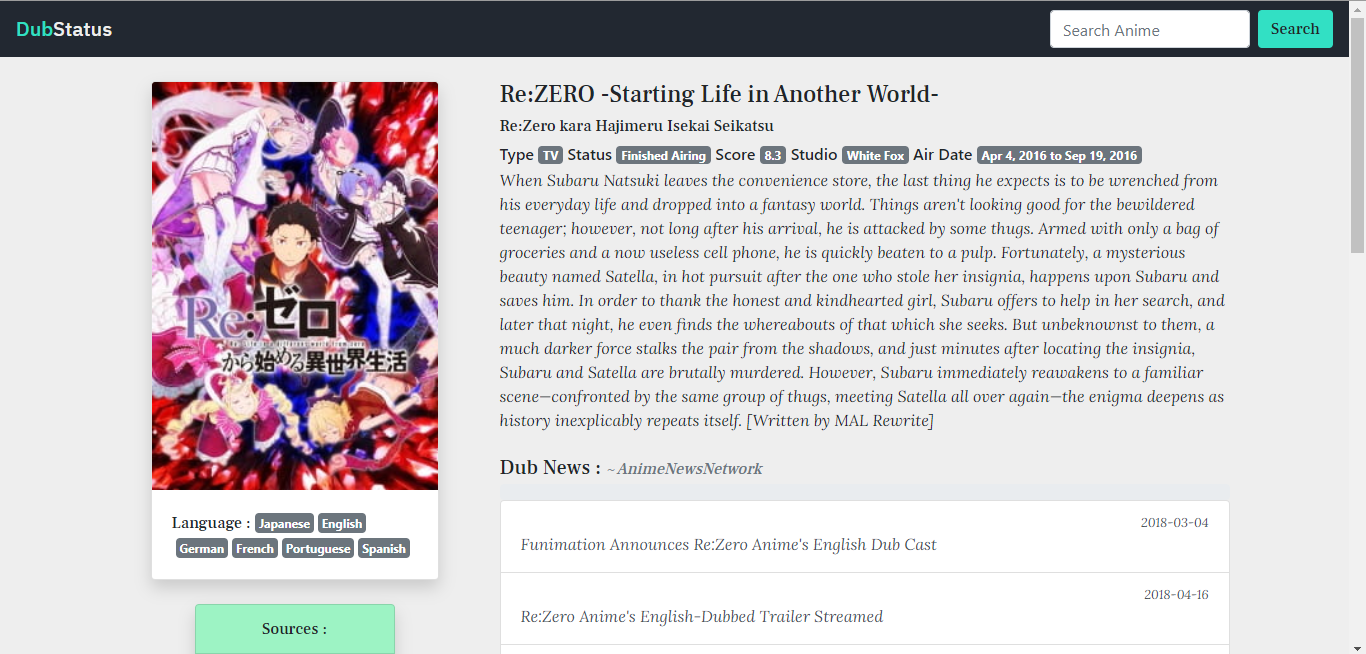 DubStatus
Search Anime
Search
Re:ゼロ
Re: Life in a different world from zero
から始める異世界生活
Language : Japanese English
German French Portuguese Spanish
Sources :
Re:ZERO -Starting Life in Another World-
Re:Zero kara Hajimeru Isekai Seikatsu
Type TV Status Finished Airing Score 8.3 Studio White Fox Air Date Apr 4, 2016 to Sep 19, 2016
When Subaru Natsuki leaves the convenience store, the last thing he expects is to be wrenched from
his everyday life and dropped into a fantasy world. Things aren't looking good for the bewildered
teenager; however, not long after his arrival, he is attacked by some thugs. Armed with only a bag of
groceries and a now useless cell phone, he is quickly beaten to a pulp. Fortunately, a mysterious
beauty named Satella, in hot pursuit after the one who stole her insignia, happens upon Subaru and
saves him. In order to thank the honest and kindhearted girl, Subaru offers to help in her search, and
later that night, he even finds the whereabouts of that which she seeks. But unbeknownst to them, a
much darker force stalks the pair from the shadows, and just minutes after locating the insignia,
Subaru and Satella are brutally murdered. However, Subaru immediately reawakens to a familiar
scene—confronted by the same group of thugs, meeting Satella all over again—the enigma deepens as
history inexplicably repeats itself. [Written by MAL Rewrite]
Dub News : ~AnimeNewsNetwork
2018-03-04
Funimation Announces Re:Zero Anime's English Dub Cast
2018-04-16
Re:Zero Anime's English-Dubbed Trailer Streamed